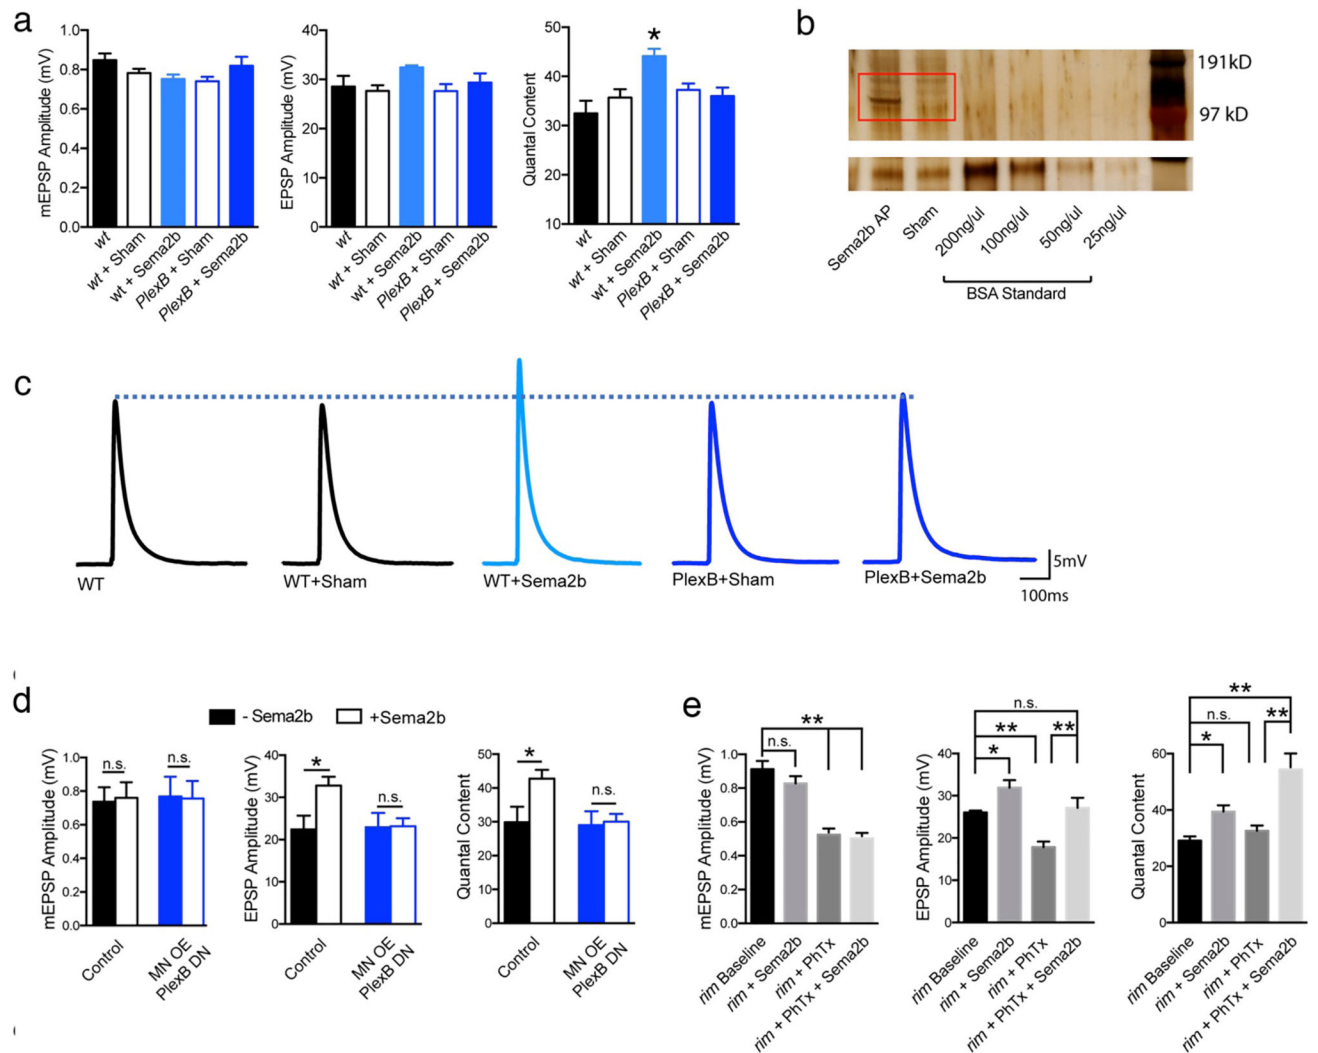 a
mEPSP Amplitude (mV)
1.0
0.8
0.6
0.4
0.2
0.0
wt
wt + Sham
wt + Sema2b
PlexB + Sham
PlexB + Sema2b
EPSP Amplitude (mV)
40
30
20
10
0
wt
wt + Sham
wt + Sema2b
PlexB + Sham
PlexB + Sema2b
Quantal Content
50
40
30
20
10
*
wt
wt + Sham
wt + Sema2b
PlexB + Sham
PlexB + Sema2b
b
191kD
97 kD
Sema2b AP
Sham
200ng/ul
100ng/ul
50ng/ul
25ng/ul
BSA Standard
c
WT
WT+Sham
WT+Sema2b
PlexB+Sham
PlexB+Sema2b
5mV
100ms
d
- Sema2b
+Sema2b
mEPSP Amplitude (mV)
1.0
0.8
0.6
0.4
0.2
0.0
n.s.
n.s.
Control
MN OE
PlexB DN
EPSP Amplitude (mV)
40
30
20
10
0
*
n.s.
Control
MN OE
PlexB DN
Quantal Content
50
40
30
20
10
0
*
n.s.
Control
MN OE
PlexB DN
e
mEPSP Amplitude (mV)
1.0
0.8
0.6
0.4
0.2
0.0
**
n.s.
rim Baseline
rim + Sema2b
rim + PhTx
rim + PhTx + Sema2b
EPSP Amplitude (mV)
40
30
20
10
0
n.s.
**
**
*
rim Baseline
rim + Sema2b
rim + PhTx
rim + PhTx + Sema2b
Quantal Content
60
40
20
0
**
n.s.
**
*
rim Baseline
rim + Sema2b
rim + PhTx
rim + PhTx + Sema2b